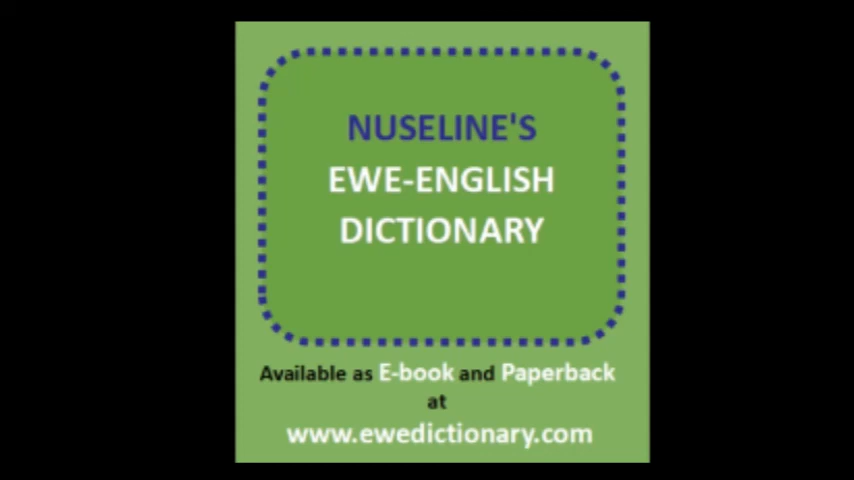 NUSELINE'S
EWE-ENGLISH
DICTIONARY
Available as E-book and Paperback
at
www.ewedictionary.com